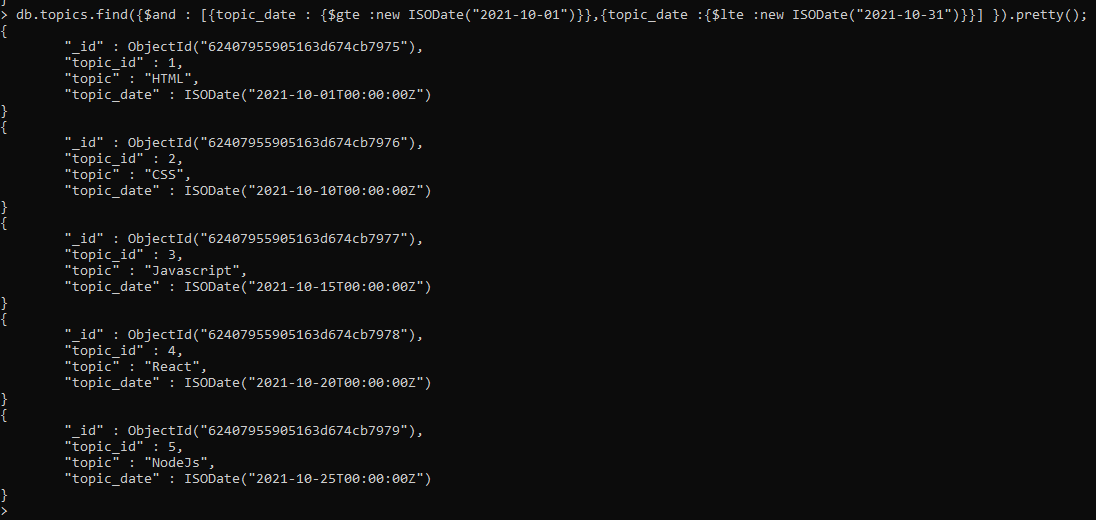 }
> db.topics.find({$and : [{topic_date : {$gte :new ISODate("2021-10-01")}},{topic_date :{$lte :new ISODate("2021-10-31")}}] }).pretty();
{
        "_id" : ObjectId("62407955905163d674cb7975"),
        "topic_id" : 1,
        "topic" : "HTML",
        "topic_date" : ISODate("2021-10-01T00:00:00Z")
}
{
        "_id" : ObjectId("62407955905163d674cb7976"),
        "topic_id" : 2,
        "topic" : "CSS",
        "topic_date" : ISODate("2021-10-10T00:00:00Z")
}
{
        "_id" : ObjectId("62407955905163d674cb7977"),
        "topic_id" : 3,
        "topic" : "Javascript",
        "topic_date" : ISODate("2021-10-15T00:00:00Z")
}
{
        "_id" : ObjectId("62407955905163d674cb7978"),
        "topic_id" : 4,
        "topic" : "React",
        "topic_date" : ISODate("2021-10-20T00:00:00Z")
}
{
        "_id" : ObjectId("62407955905163d674cb7979"),
        "topic_id" : 5,
        "topic" : "NodeJs",
        "topic_date" : ISODate("2021-10-25T00:00:00Z")
}
>